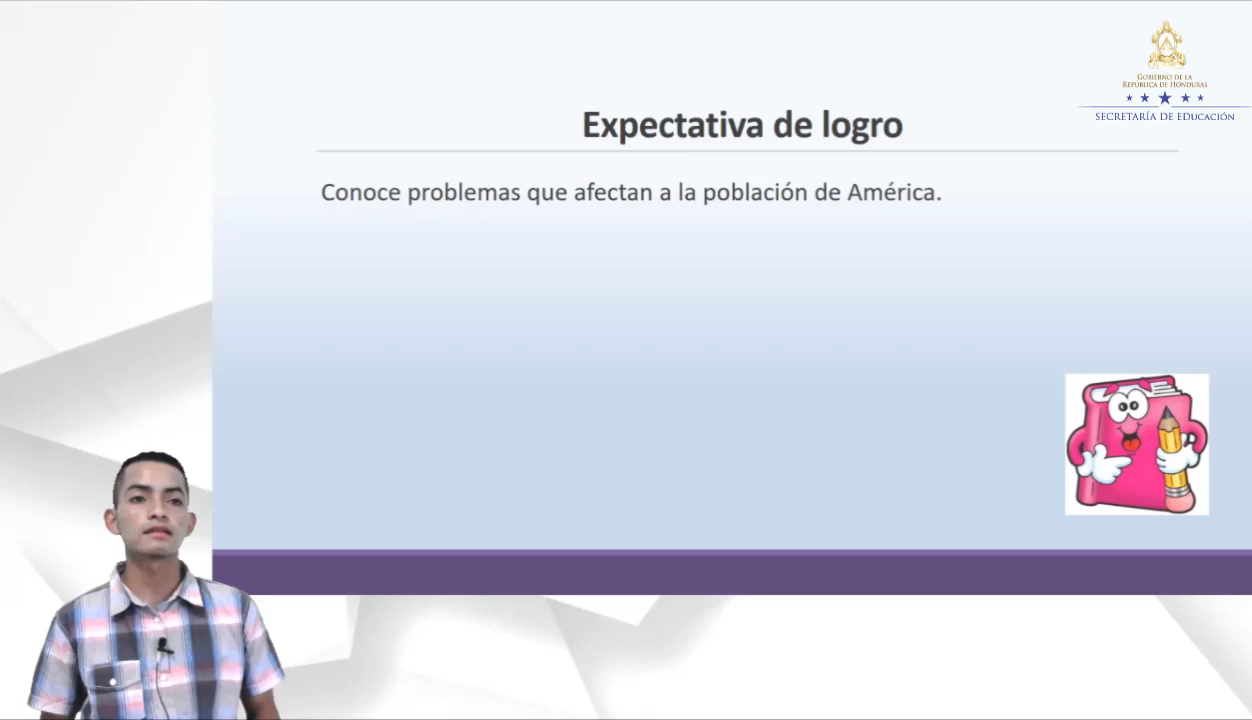 Gobierno de la
República de Honduras
Secretaría de Educación
Expectativa de logro
Conoce problemas que afectan a la población de América.